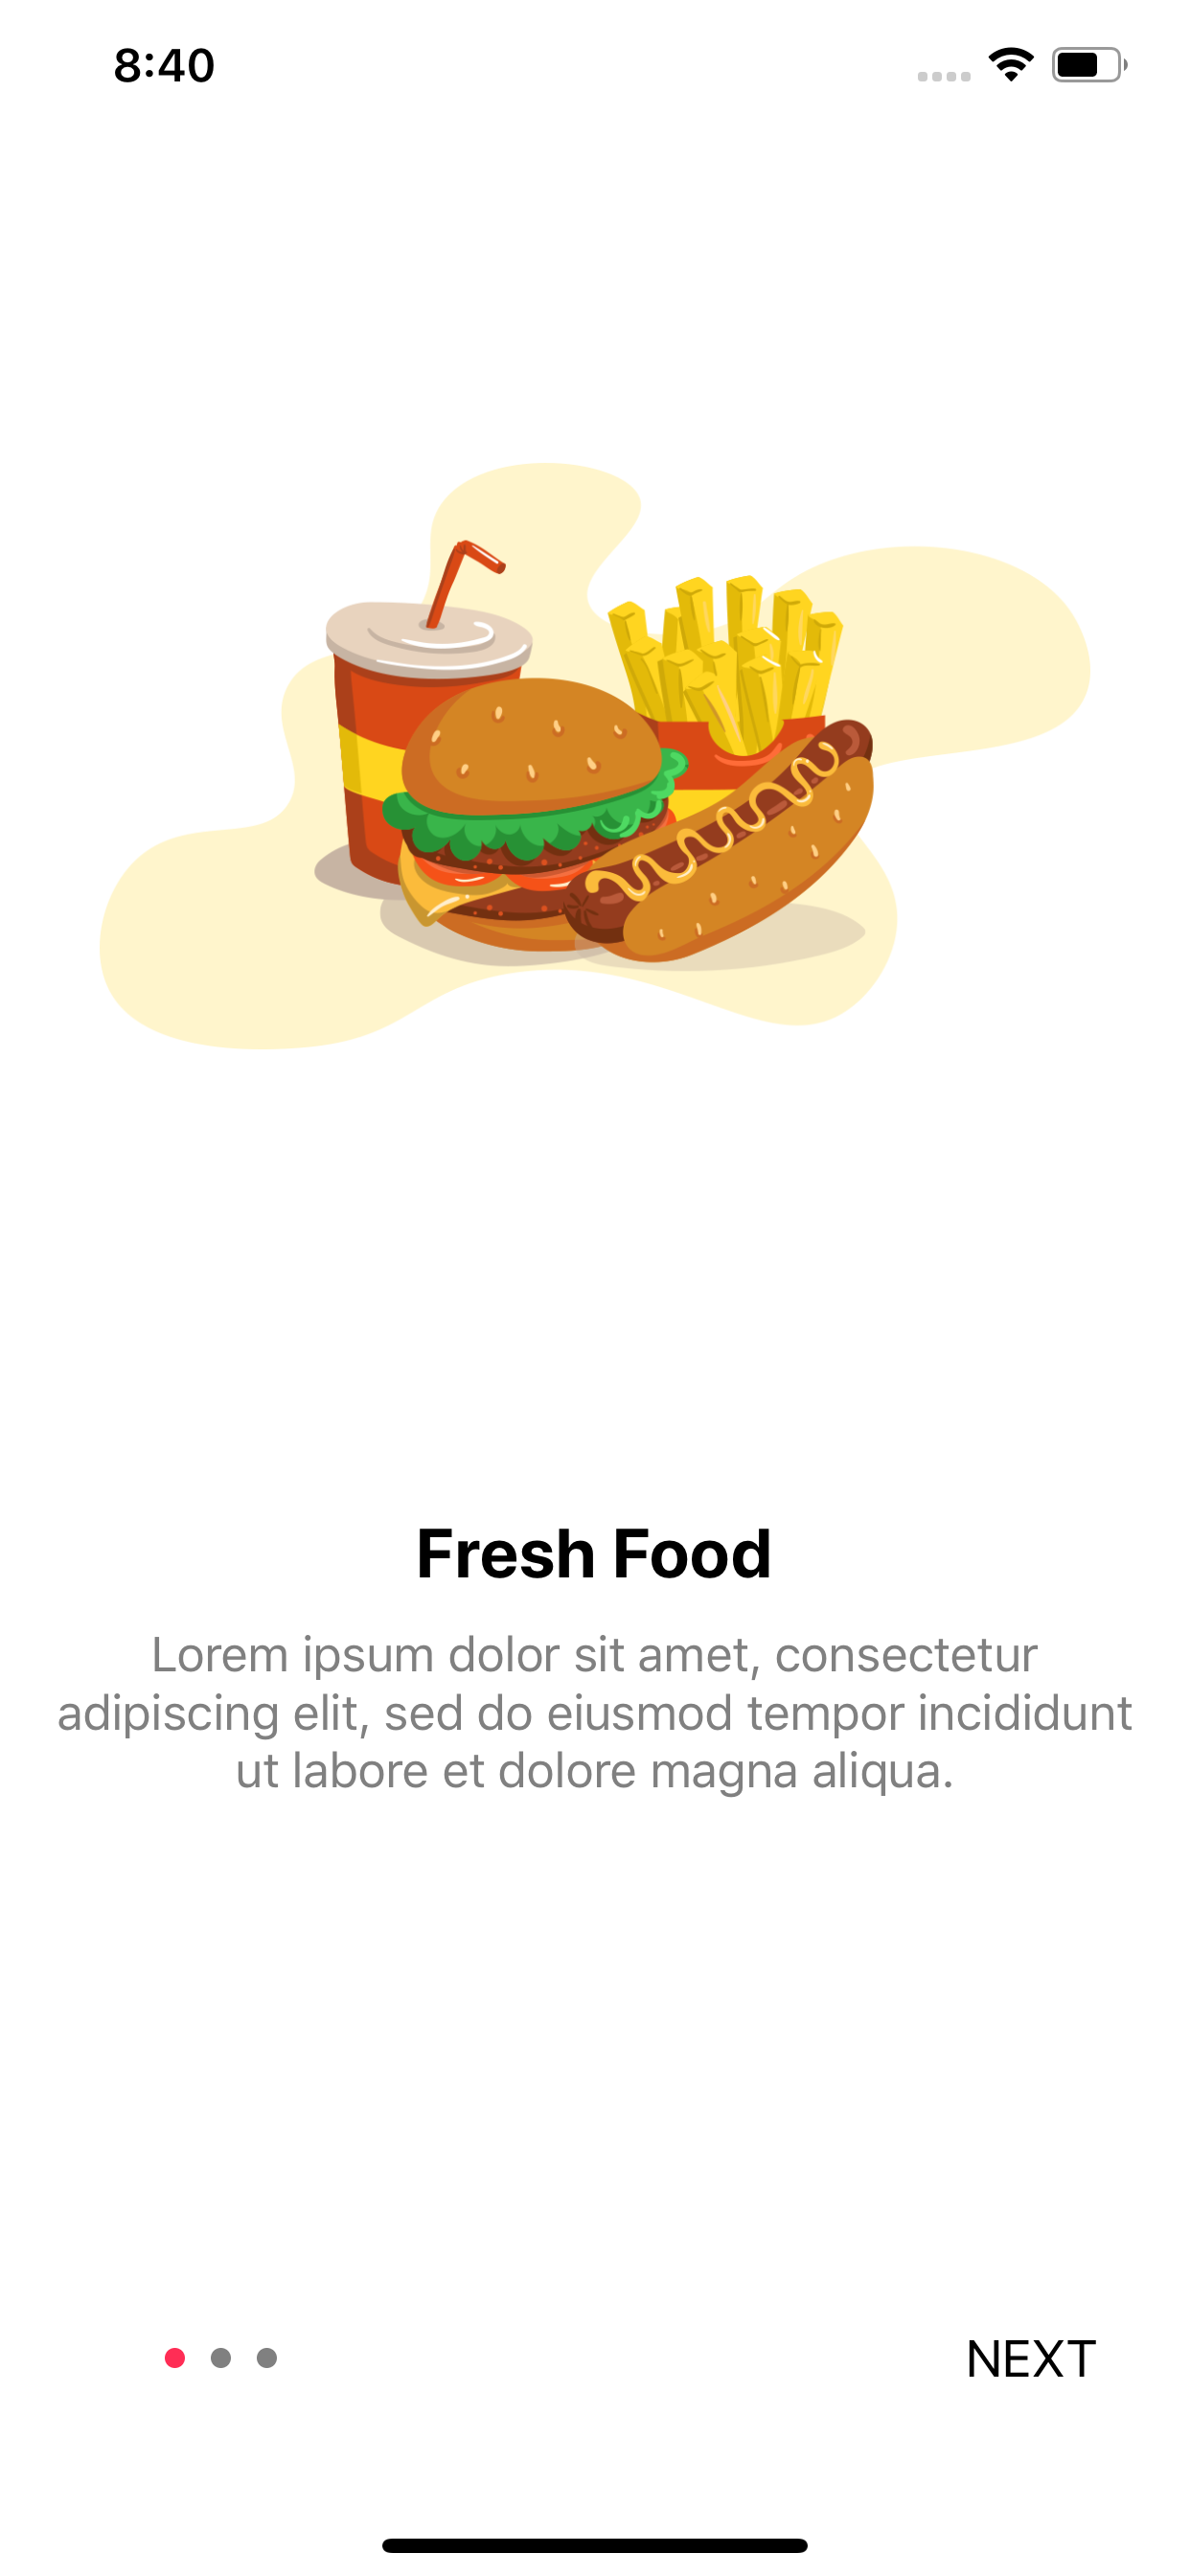 8:40
Fresh Food
Lorem ipsum dolor sit amet, consectetur
adipiscing elit, sed do eiusmod tempor incididunt
ut labore et dolore magna aliqua.
NEXT